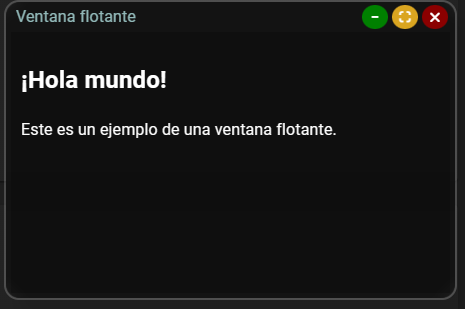 Ventana flotante
¡Hola mundo!
Este es un ejemplo de una ventana flotante.